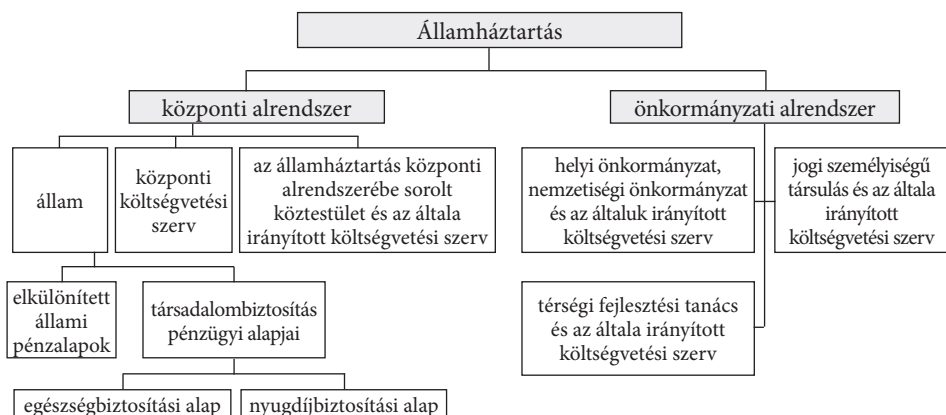 Államháztartás
központi alrendszer
önkormányzati alrendszer
állam
központi
költségvetési
szerv
az államháztartás központi
alrendszerébe sorolt
köztestület és az általa
irányított költségvetési szerv
helyi önkormányzat,
nemzetiségi önkormányzat
és az általuk irányított
költségvetési szerv
jogi személyiségű
társulás és az általa
irányított
költségvetési szerv
elkülönített
állami
pénzalapok
társadalombiztosítás
pénzügyi alapjai
térségi fejlesztési tanács
és az általa irányított
költségvetési szerv
egészségbiztosítási alap
nyugdíjbiztosítási alap